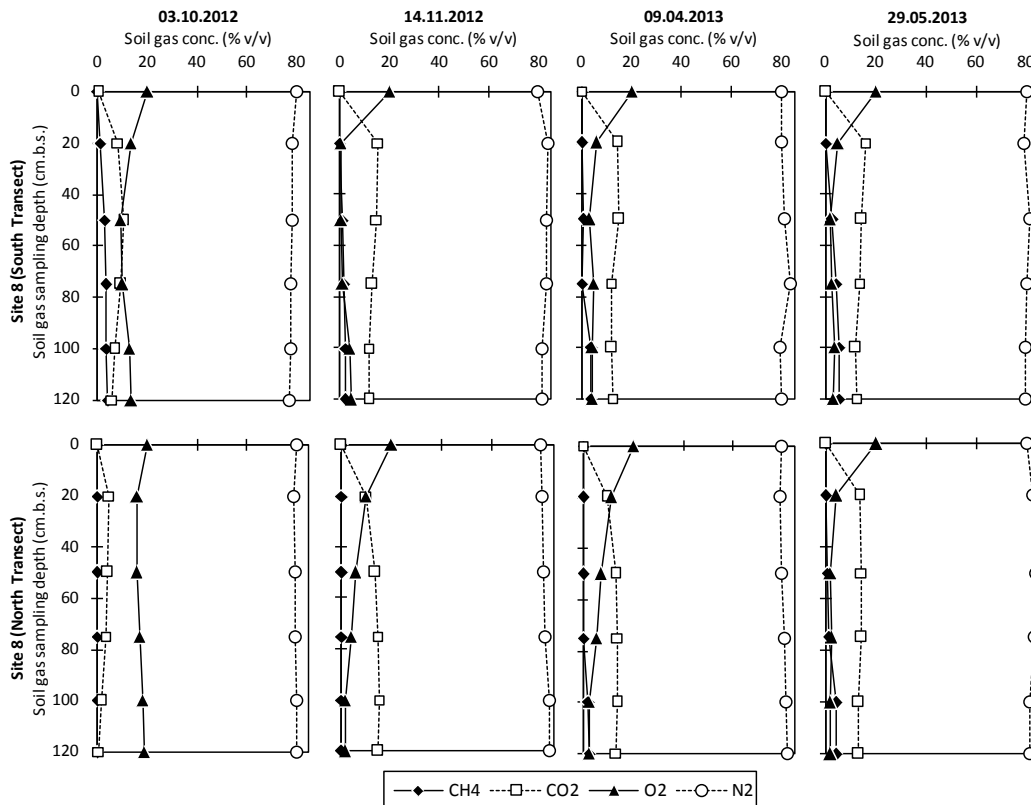 03.10.2012
Soil gas conc. (% v/v)
0 20 40 60 80
14.11.2012
Soil gas conc. (% v/v)
0 20 40 60 80
09.04.2013
Soil gas conc. (% v/v)
0 20 40 60 80
29.05.2013
Soil gas conc. (% v/v)
0 20 40 60 80
Site 8 (South Transect)
Soil gas sampling depth (cm.b.s.)
0
20
40
60
80
100
120
Site 8 (North Transect)
Soil gas sampling depth (cm.b.s.)
0
20
40
60
80
100
120
CH4 CO2 O2 N2